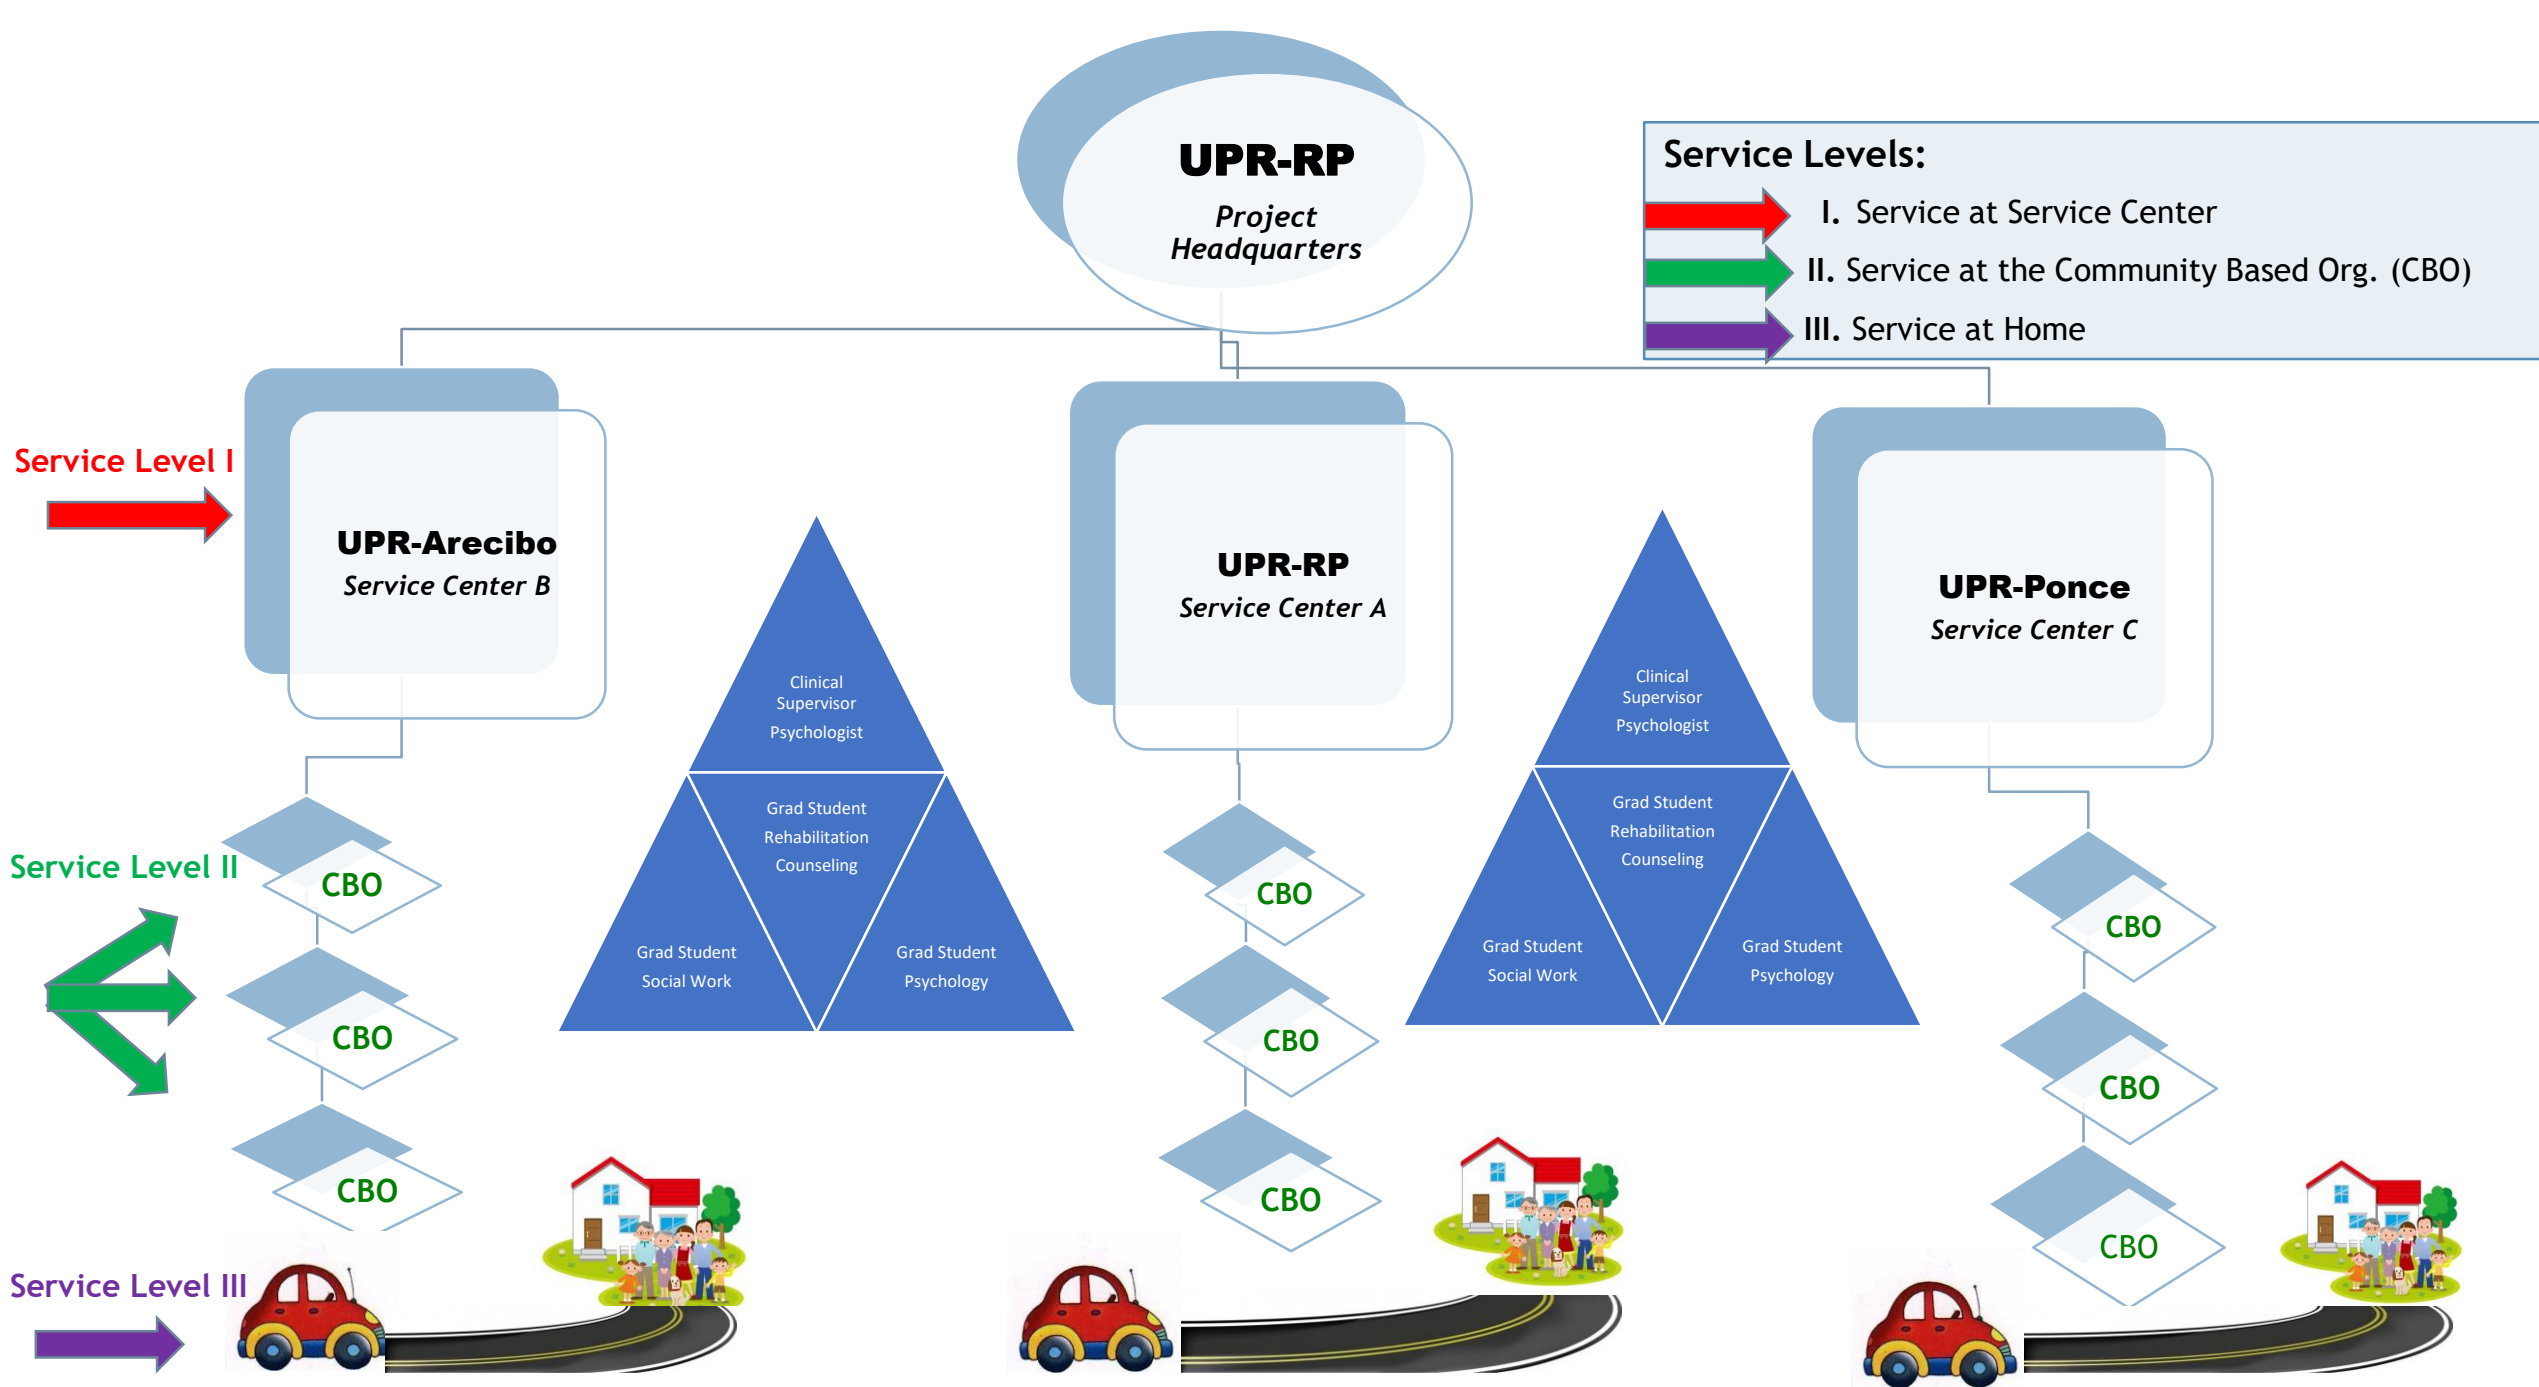 UPR-RP
Project
Headquarters
Service Levels:
I. Service at Service Center
II. Service at the Community Based Org. (CBO)
III. Service at Home
Service Level I
UPR-Arecibo
Service Center B
UPR-RP
Service Center A
UPR-Ponce
Service Center C
Clinical
Supervisor
Psychologist
Grad Student
Rehabilitation
Counseling
Grad Student
Social Work
Grad Student
Psychology
Clinical
Supervisor
Psychologist
Grad Student
Rehabilitation
Counseling
Grad Student
Social Work
Grad Student
Psychology
Service Level II
CBO
CBO
CBO
CBO
CBO
CBO
CBO
CBO
CBO
Service Level III